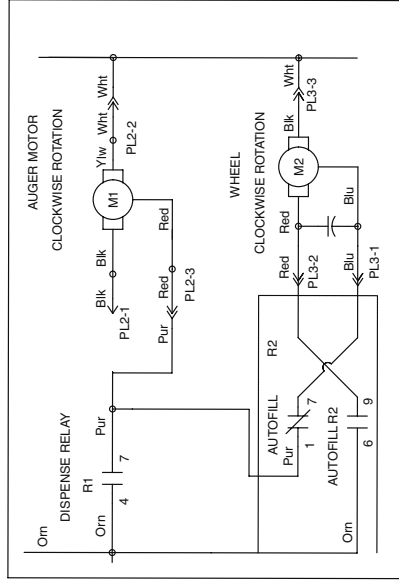 AUGER MOTOR
CLOCKWISE ROTATION
Wht
Wht
PL2-2
Ylw
M1
Blk
Blk
PL2-1
Red
Red
PL2-3
Pur
DISPENSE RELAY
R1
Orn
Orn
4
7
Pur
WHEEL
CLOCKWISE ROTATION
Wht
PL3-3
Blk
M2
Red
Blu
Red
PL3-2
Blu
PL3-1
R2
AUTOFILL
Pur
1
7
AUTOFILL R2
6
9
Orn